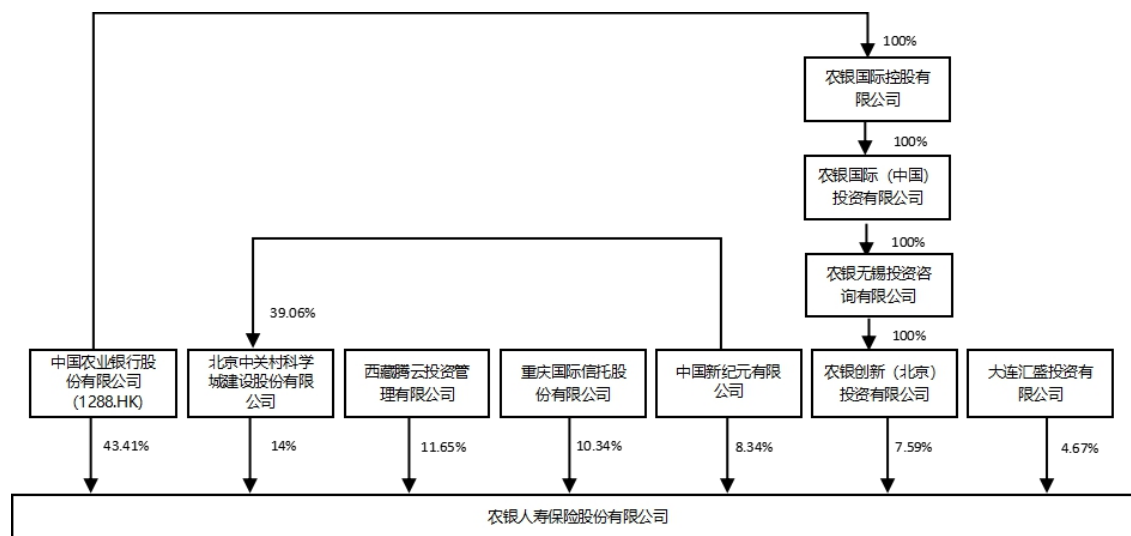 100%
农银国际控股有
限公司
100%
农银国际（中国）
投资有限公司
100%
农银无锡投资咨
询有限公司
39.06%
100%
中国农业银行股
份有限公司
(1288.HK)
北京中关村科学
城建设股份有限
公司
西藏腾云投资管
理有限公司
重庆国际信托股
份有限公司
中国新纪元有限
公司
农银创新（北京）
投资有限公司
大连汇盛投资有
限公司
43.41%
14%
11.65%
10.34%
8.34%
7.59%
4.67%
农银人寿保险股份有限公司